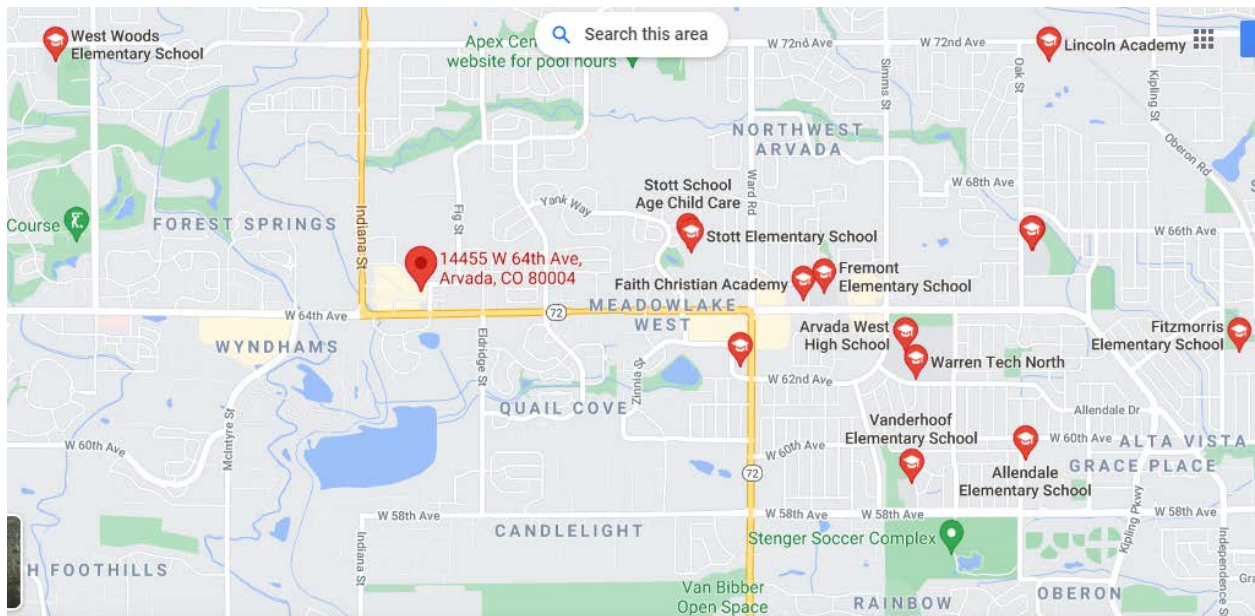 West Woods
Elementary School
Apex Cen
website for pool hours
Search this area
W 72nd Ave
W 72nd Ave
Lincoln Academy
Simms St
Oak St
Kipling St
Oberon Rd
NORTHWEST
ARVADA
Ward Rd
W 68th Ave
Stott School
Age Child Care
Yank Way
Stott Elementary School
W 66th Ave
Course
FOREST SPRINGS
Indiana St
Fig St
14455 W 64th Ave,
Arvada, CO 80004
Faith Christian Academy
Fremont
Elementary School
W 64th Ave
72
MEADOWLAKE
WEST
WYNDHAMS
Eldridge St
Zinnia St
Arvada West
High School
Warren Tech North
Fitzmorris
Elementary School
W 62nd Ave
QUAIL COVE
Allendale Dr
Vanderhoof
Elementary School
W 60th Ave
McIntyre St
W 60th Ave
W 60th Ave
ALTA VISTA
GRACE PLACE
Allendale
Elementary School
72
W 58th Ave
W 58th Ave
W 58th Ave
CANDLELIGHT
Stenger Soccer Complex
Kipling Pkwy
Independence S
Indiana St
H FOOTHILLS
Van Bibber
Open Space
RAINBOW
OBERON
Gr